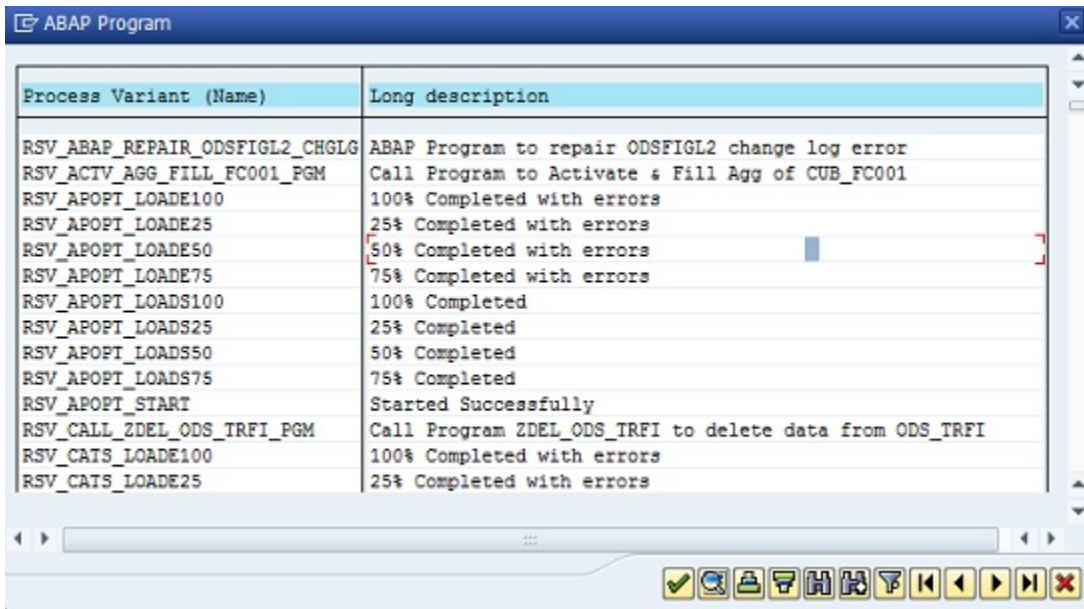 ABAP Program
Process Variant (Name) Long description
RSV_ABAP_REPAIR_ODSFIGL2_CHGLG ABAP Program to repair ODSFIGL2 change log error
RSV_ACTV_AGG_FILL_FC001_PGM Call Program to Activate & Fill Agg of CUB_FC001
RSV_APOPT_LOADE100 100% Completed with errors
RSV_APOPT_LOADE25 25% Completed with errors
RSV_APOPT_LOADE50 50% Completed with errors
RSV_APOPT_LOADE75 75% Completed with errors
RSV_APOPT_LOADS100 100% Completed
RSV_APOPT_LOADS25 25% Completed
RSV_APOPT_LOADS50 50% Completed
RSV_APOPT_LOADS75 75% Completed
RSV_APOPT_START Started Successfully
RSV_CALL_ZDEL_ODS_TRFI_PGM Call Program ZDEL_ODS_TRFI to delete data from ODS_TRFI
RSV_CATS_LOADE100 100% Completed with errors
RSV_CATS_LOADE25 25% Completed with errors